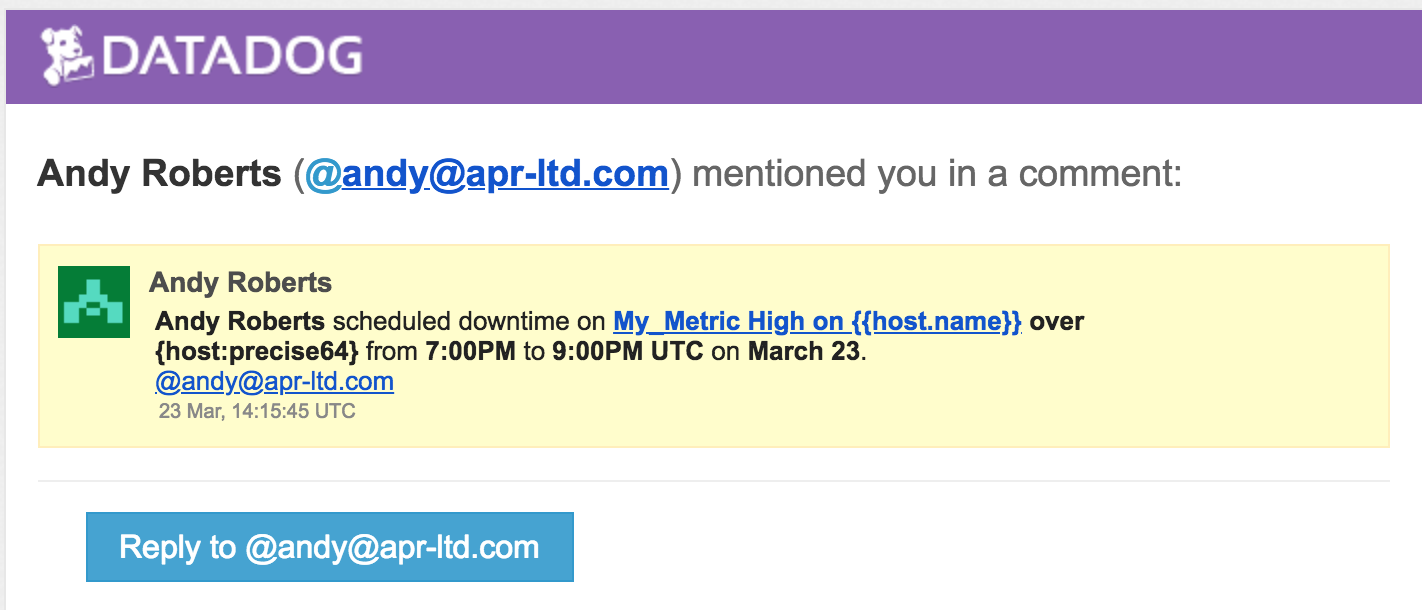 DATADOG
Andy Roberts (@andy@apr-ltd.com) mentioned you in a comment:
Andy Roberts
Andy Roberts scheduled downtime on My_Metric High on {{host.name}} over
{host:precise64} from 7:00PM to 9:00PM UTC on March 23.
@andy@apr-ltd.com
23 Mar, 14:15:45 UTC
Reply to @andy@apr-ltd.com